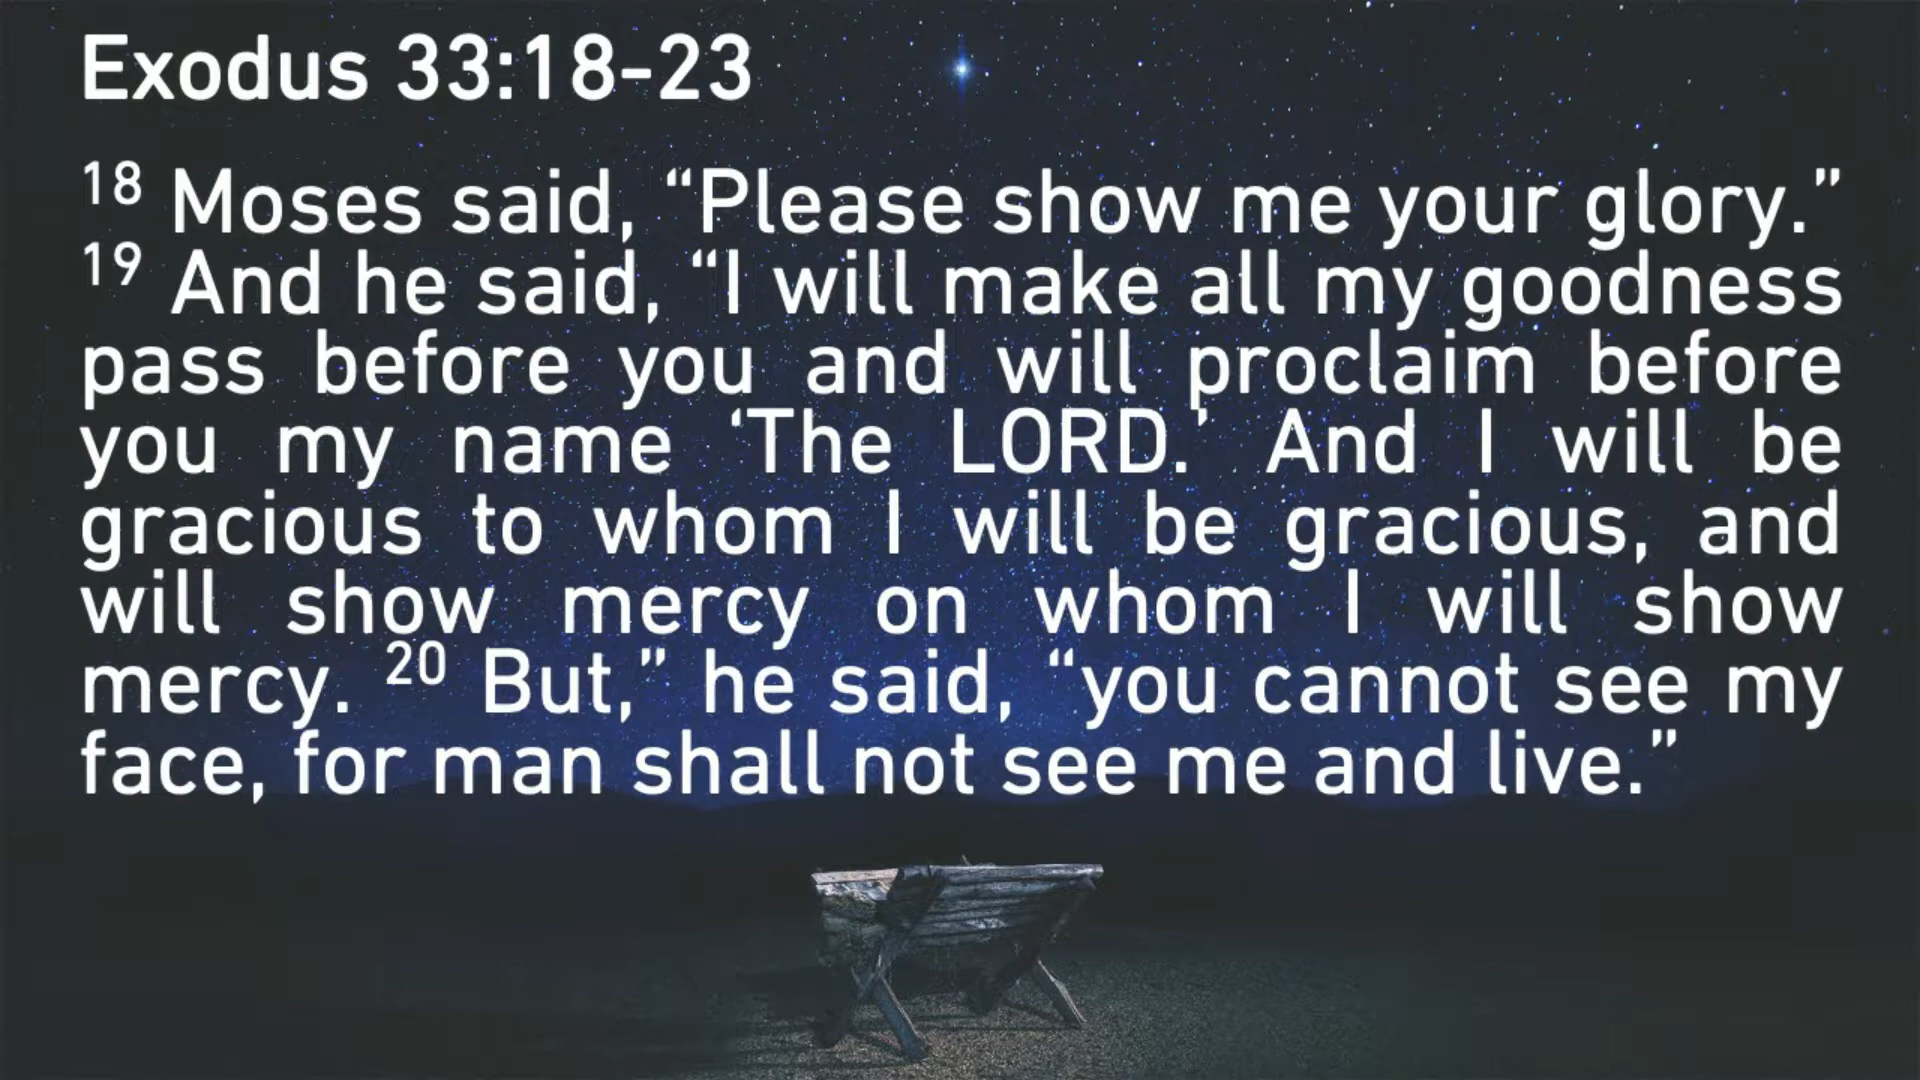 Exodus 33:18-23
18 Moses said, “Please show me your glory.”
19 And he said, “I will make all my goodness
pass before you and will proclaim before
you my name ‘The LORD.’ And I will be
gracious to whom I will be gracious, and
will show mercy on whom I will show
mercy. 20 But,” he said, “you cannot see my
face, for man shall not see me and live.”